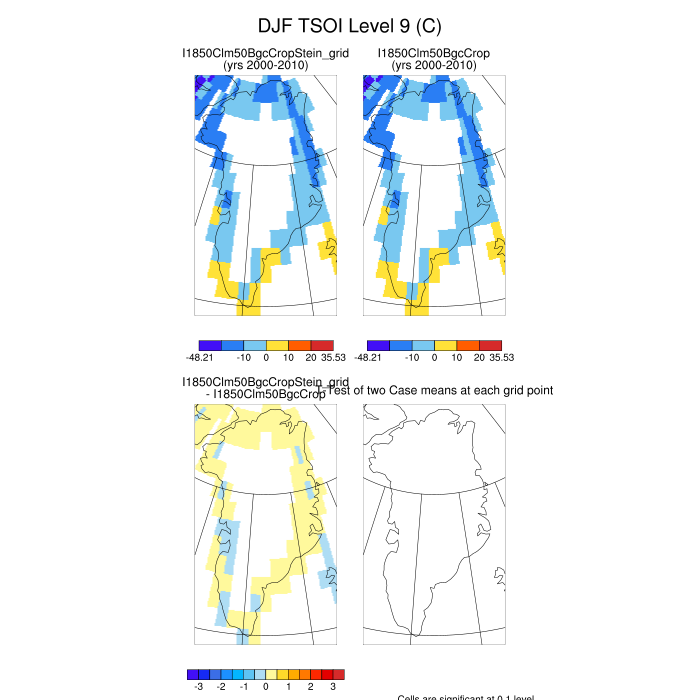 DJF TSOI Level 9 (C)
I1850Clm50BgcCropStein_grid
(yrs 2000-2010)
I1850Clm50BgcCrop
(yrs 2000-2010)
-48.21 -10 0 10 20 35.53
-48.21 -10 0 10 20 35.53
I1850Clm50BgcCropStein_grid
- I1850Clm50BgcCrop
T-Test of two Case means at each grid point
-3 -2 -1 0 1 2 3
Cells are significant at 0.1 level